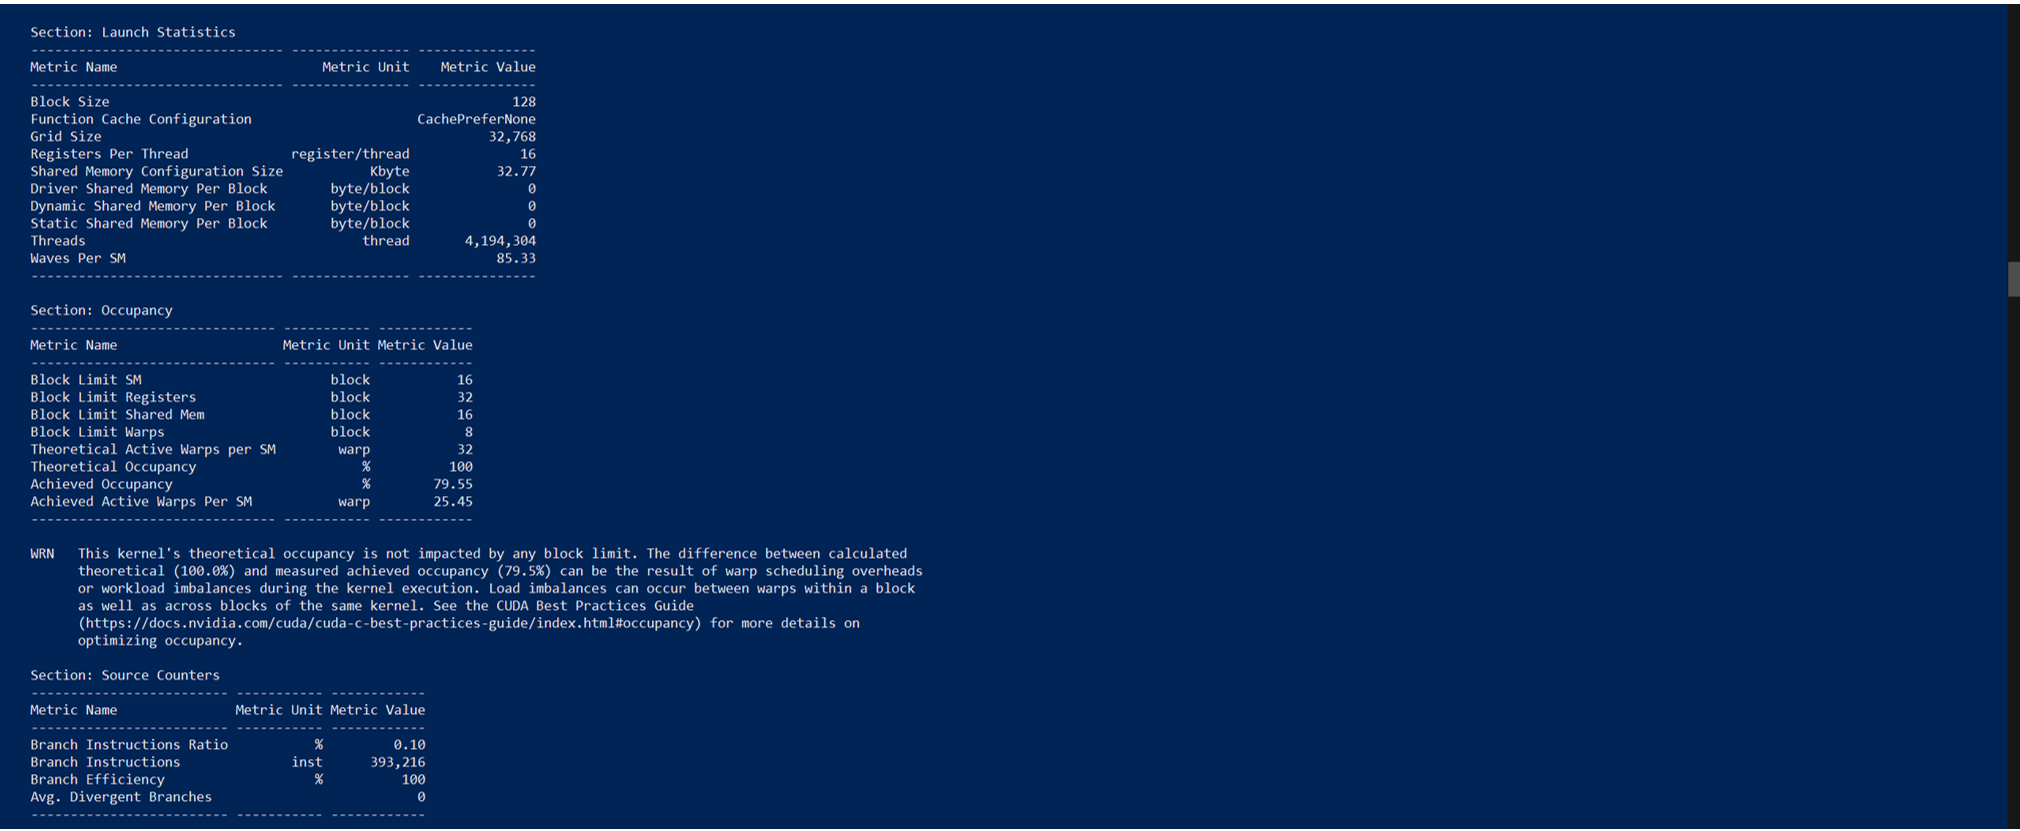 Section: Launch Statistics
-------------------------------- --------------- ---------------
Metric Name                          Metric Unit    Metric Value
-------------------------------- --------------- ---------------
Block Size                                                   128
Function Cache Configuration                     CachePreferNone
Grid Size                                                 32,768
Registers Per Thread             register/thread              16
Shared Memory Configuration Size           Kbyte           32.77
Driver Shared Memory Per Block        byte/block               0
Dynamic Shared Memory Per Block       byte/block               0
Static Shared Memory Per Block        byte/block               0
Threads                                   thread       4,194,304
Waves Per SM                                               85.33
-------------------------------- --------------- ---------------
Section: Occupancy
------------------------------- ----------- ------------
Metric Name                     Metric Unit Metric Value
------------------------------- ----------- ------------
Block Limit SM                        block           16
Block Limit Registers                 block           32
Block Limit Shared Mem                block           16
Block Limit Warps                     block            8
Theoretical Active Warps per SM        warp           32
Theoretical Occupancy                     %          100
Achieved Occupancy                        %        79.55
Achieved Active Warps Per SM           warp        25.45
------------------------------- ----------- ------------
WRN   This kernel's theoretical occupancy is not impacted by any block limit. The difference between calculated
theoretical (100.0%) and measured achieved occupancy (79.5%) can be the result of warp scheduling overheads
or workload imbalances during the kernel execution. Load imbalances can occur between warps within a block
as well as across blocks of the same kernel. See the CUDA Best Practices Guide
(https://docs.nvidia.com/cuda/cuda-c-best-practices-guide/index.html#occupancy) for more details on
optimizing occupancy.
Section: Source Counters
------------------------- ----------- ------------
Metric Name               Metric Unit Metric Value
------------------------- ----------- ------------
Branch Instructions Ratio           %         0.10
Branch Instructions              inst      393,216
Branch Efficiency                   %          100
Avg. Divergent Branches                          0
------------------------- ----------- ------------